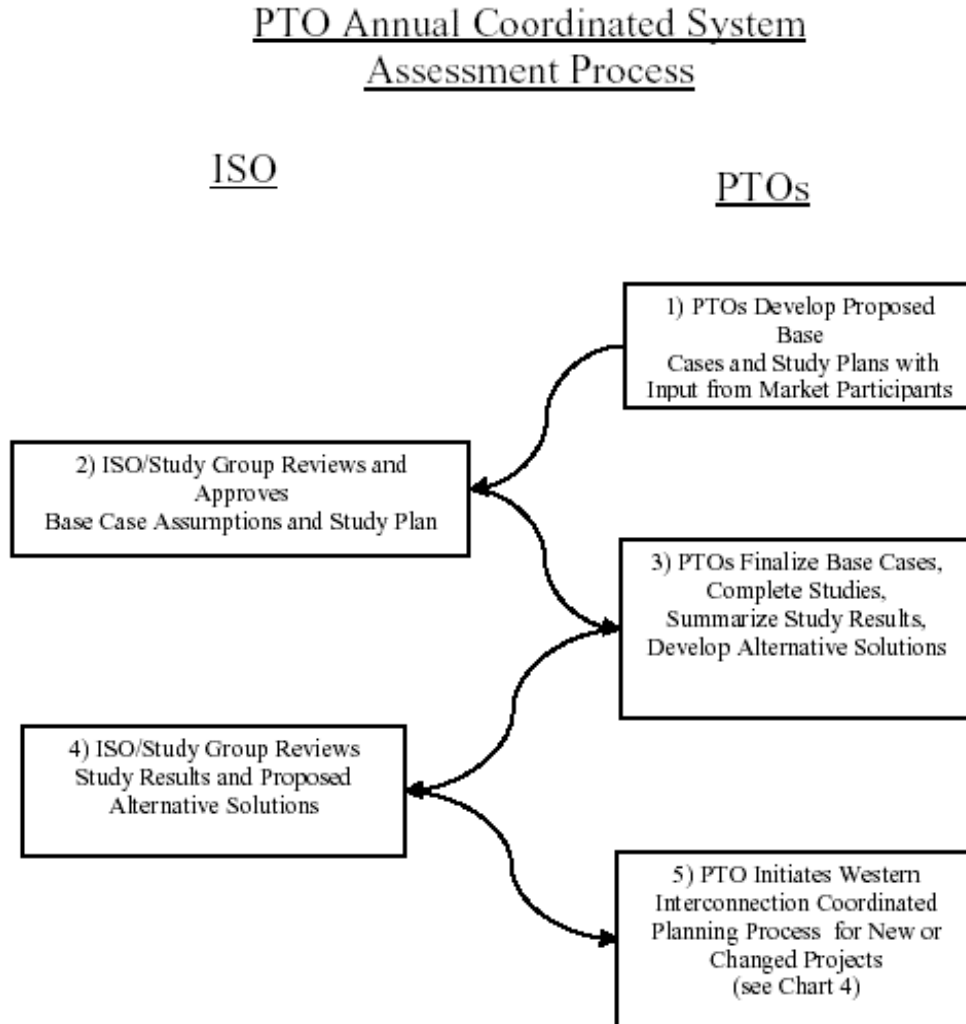 PTO Annual Coordinated System
Assessment Process
ISO
PTOs
1) PTOs Develop Proposed
Base
Cases and Study Plans with
Input from Market Participants
2) ISO/Study Group Reviews and
Approves
Base Case Assumptions and Study Plan
3) PTOs Finalize Base Cases,
Complete Studies,
Summarize Study Results,
Develop Alternative Solutions
4) ISO/Study Group Reviews
Study Results and Proposed
Alternative Solutions
5) PTO Initiates Western
Interconnection Coordinated
Planning Process for New or
Changed Projects
(see Chart 4)